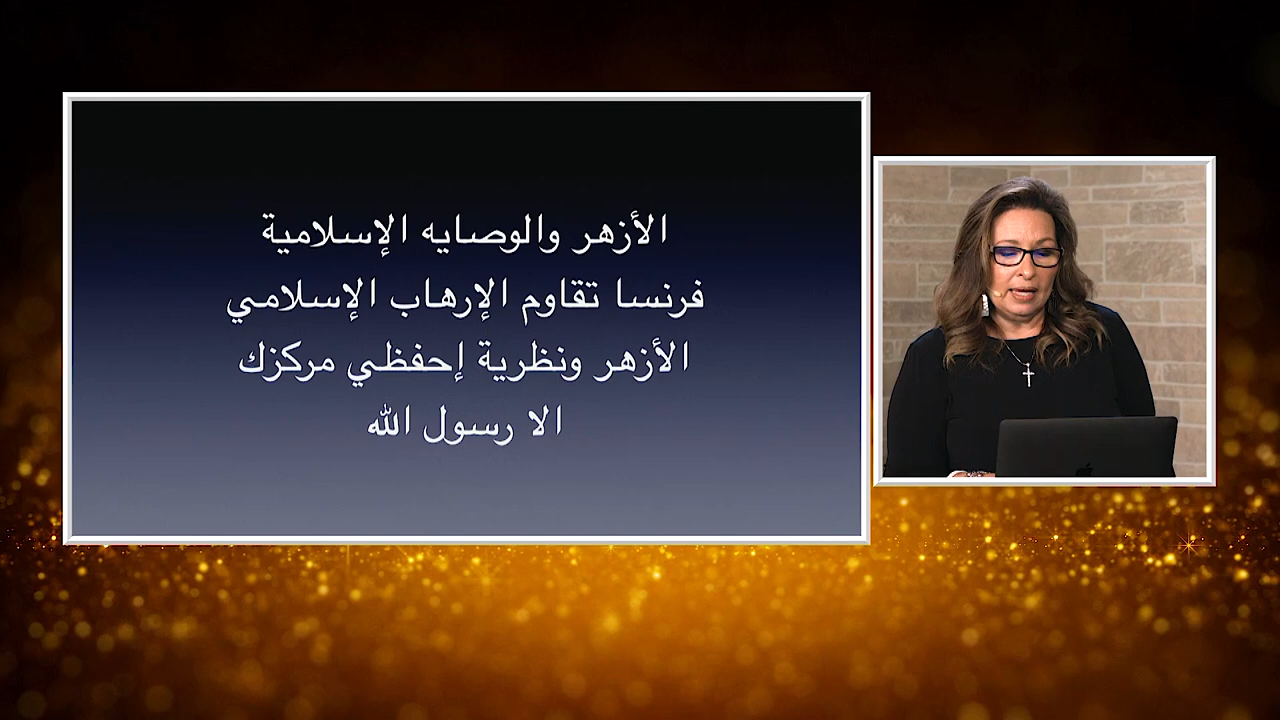 الأزهر والوصايه الإسلامية
فرنسا تقاوم الإرهاب الإسلامي
الأزهر ونظرية إحفظي مركزك
الا رسول الله